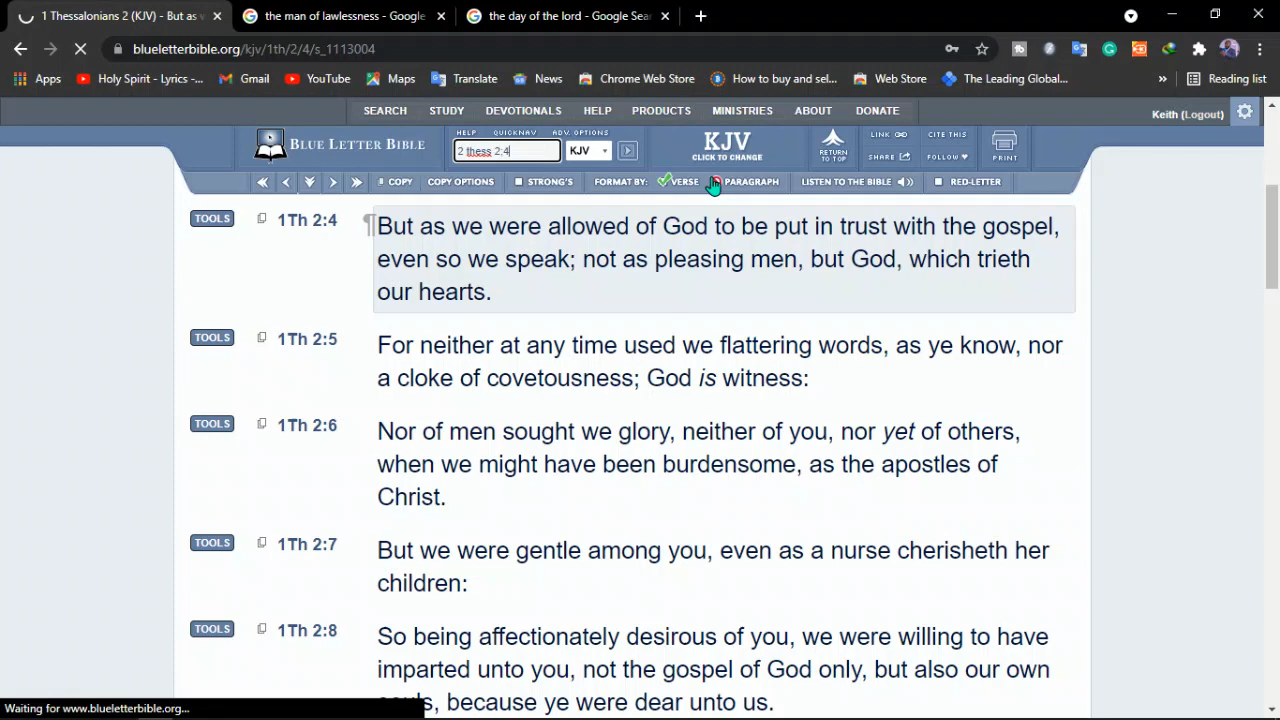 1 Thessalonians 2 (KJV) - But as w
the man of lawlessness - Google
the day of the lord - Google Sear
blueletterbible.org/kjv/1th/2/4/s_1113004
Apps
Holy Spirit - Lyrics -...
Gmail
YouTube
Maps
Translate
News
Chrome Web Store
How to buy and sel...
Web Store
The Leading Global...
»
Reading list
SEARCH STUDY DEVOTIONALS HELP PRODUCTS MINISTRIES ABOUT DONATE
Keith (Logout)
BLUE LETTER BIBLE
HELP QUICKNAV ADV. OPTIONS
2 thess 2;4
KJV
KJV
CLICK TO CHANGE
RETURN
TO TOP
LINK
CITE THIS
SHARE
FOLLOW
PRINT
COPY COPY OPTIONS STRONG'S FORMAT BY: VERSE PARAGRAPH LISTEN TO THE BIBLE RED-LETTER
TOOLS 1Th 2:4 ¶But as we were allowed of God to be put in trust with the gospel,
even so we speak; not as pleasing men, but God, which trieth
our hearts.
TOOLS 1Th 2:5 For neither at any time used we flattering words, as ye know, nor
a cloke of covetousness; God is witness:
TOOLS 1Th 2:6 Nor of men sought we glory, neither of you, nor yet of others,
when we might have been burdensome, as the apostles of
Christ.
TOOLS 1Th 2:7 But we were gentle among you, even as a nurse cherisheth her
children:
TOOLS 1Th 2:8 So being affectionately desirous of you, we were willing to have
imparted unto you, not the gospel of God only, but also our own
souls, because ye were dear unto us.
Waiting for www.blueletterbible.org...